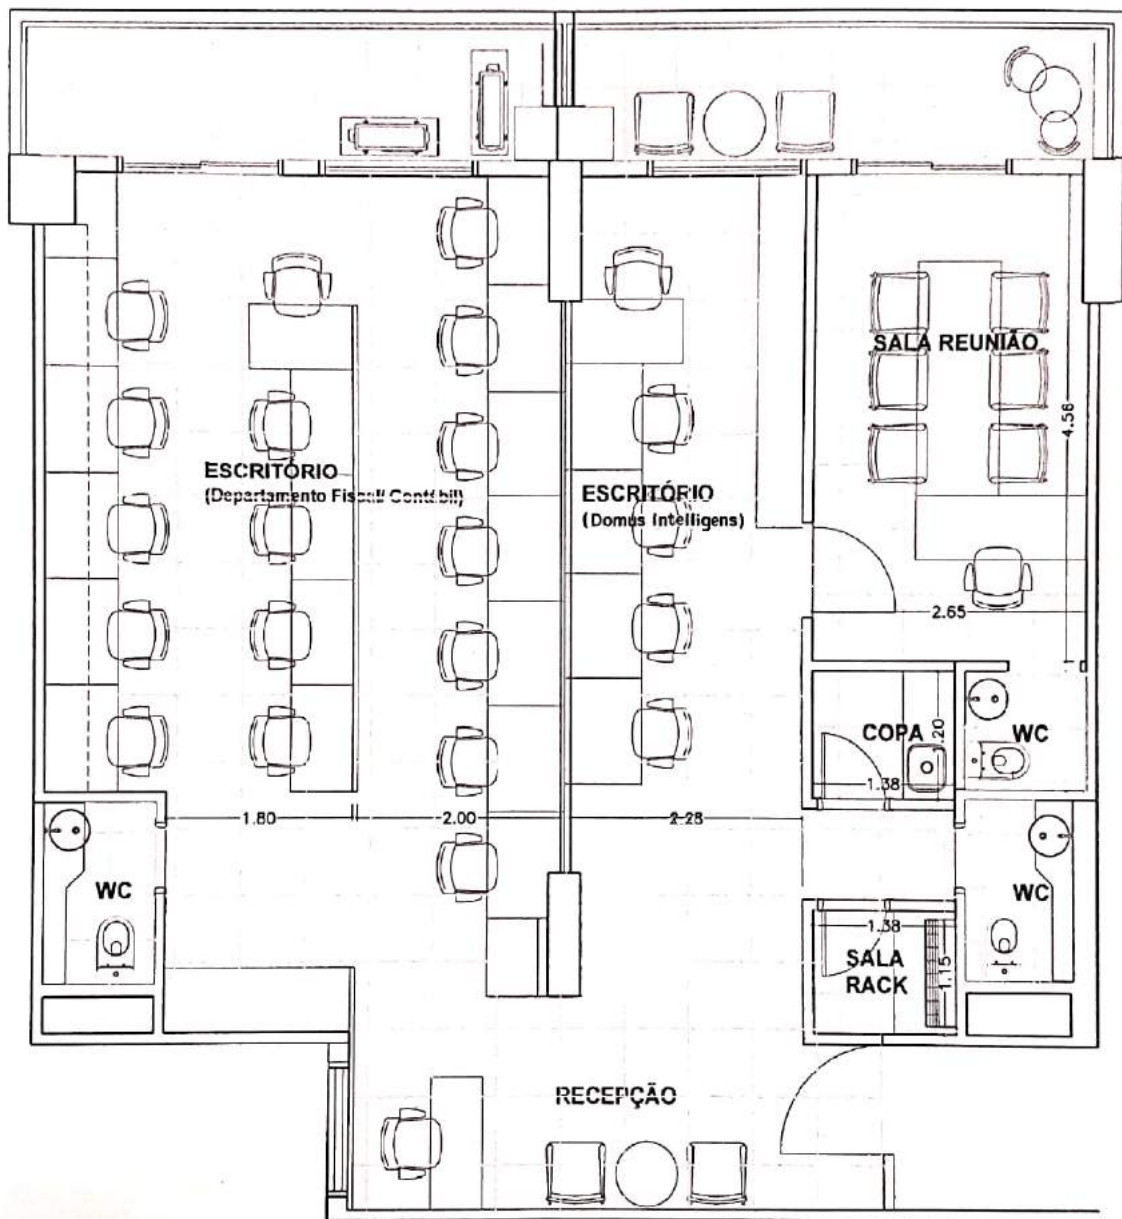 SALA REUNIÃO
4.56
ESCRITÓRIO
(Departamento Fiscal/ Contábil)
ESCRITÓRIO
(Domus Intelligens)
2.65
COPA
1.20
WC
1.38
1.80
2.00
2.28
WC
WC
1.38
SALA
RACK
1.15
RECEPÇÃO